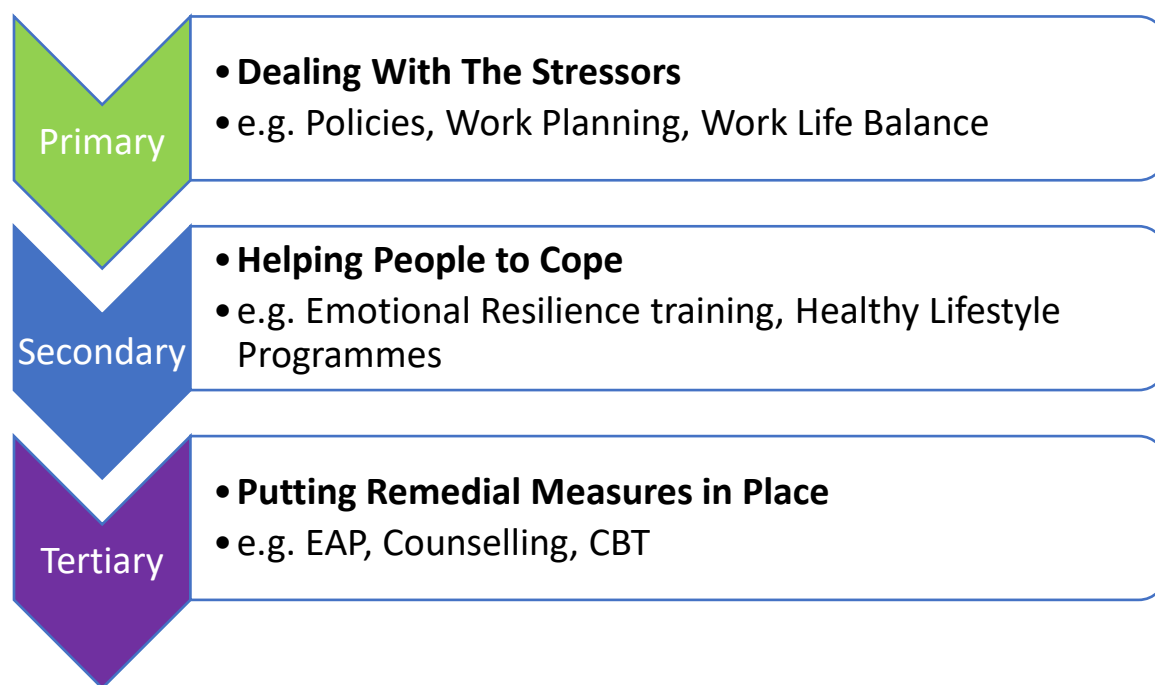 Primary
• Dealing With The Stressors
• e.g. Policies, Work Planning, Work Life Balance
Secondary
• Helping People to Cope
• e.g. Emotional Resilience training, Healthy Lifestyle
Programmes
Tertiary
• Putting Remedial Measures in Place
• e.g. EAP, Counselling, CBT